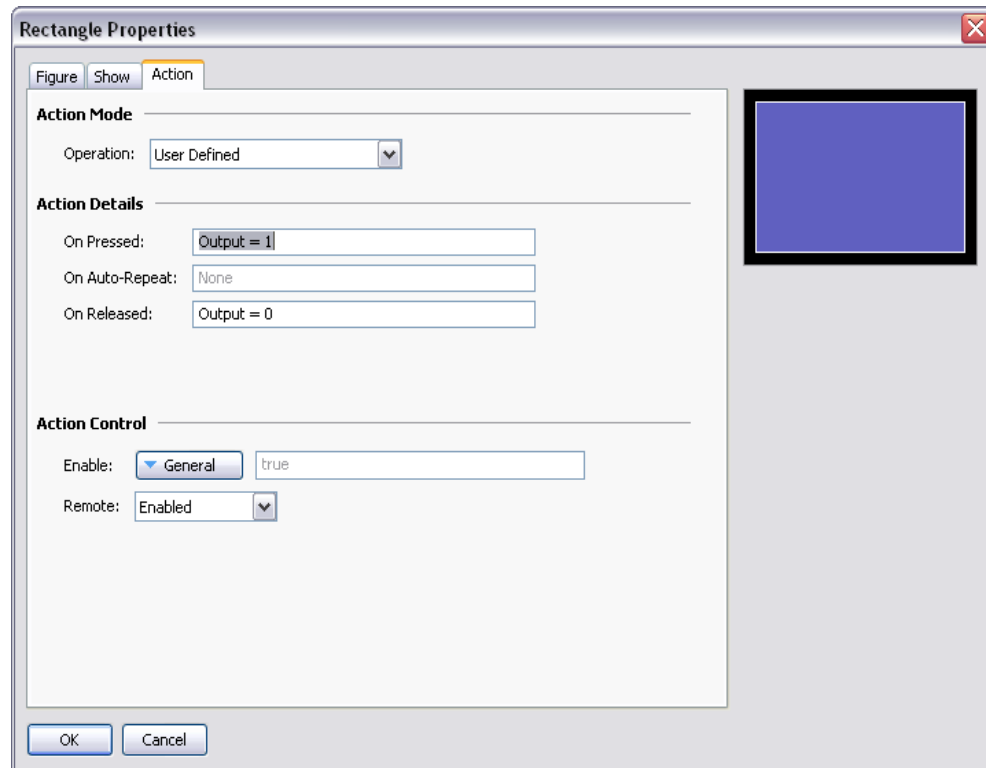 Rectangle Properties
Figure Show Action
Action Mode
Operation: User Defined
Action Details
On Pressed: Output = 1
On Auto-Repeat: None
On Released: Output = 0
Action Control
Enable: General true
Remote: Enabled
OK Cancel